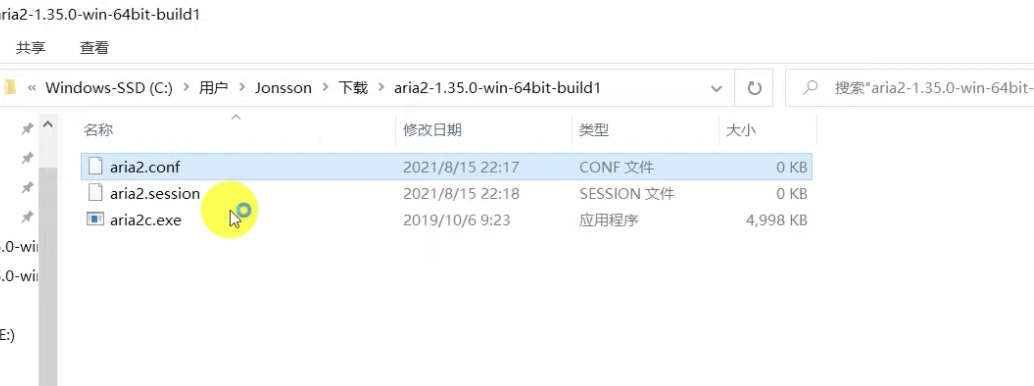 aria2-1.35.0-win-64bit-build1
共享 查看
« Windows-SSD (C:) > 用户 > Jonsson > 下载 > aria2-1.35.0-win-64bit-build1
搜索"aria2-1.35.0-win-64bit-
名称 修改日期 类型 大小
aria2.conf 2021/8/15 22:17 CONF 文件 0 KB
aria2.session 2021/8/15 22:18 SESSION 文件 0 KB
aria2c.exe 2019/10/6 9:23 应用程序 4,998 KB
5.0-win
5.0-win
E:)